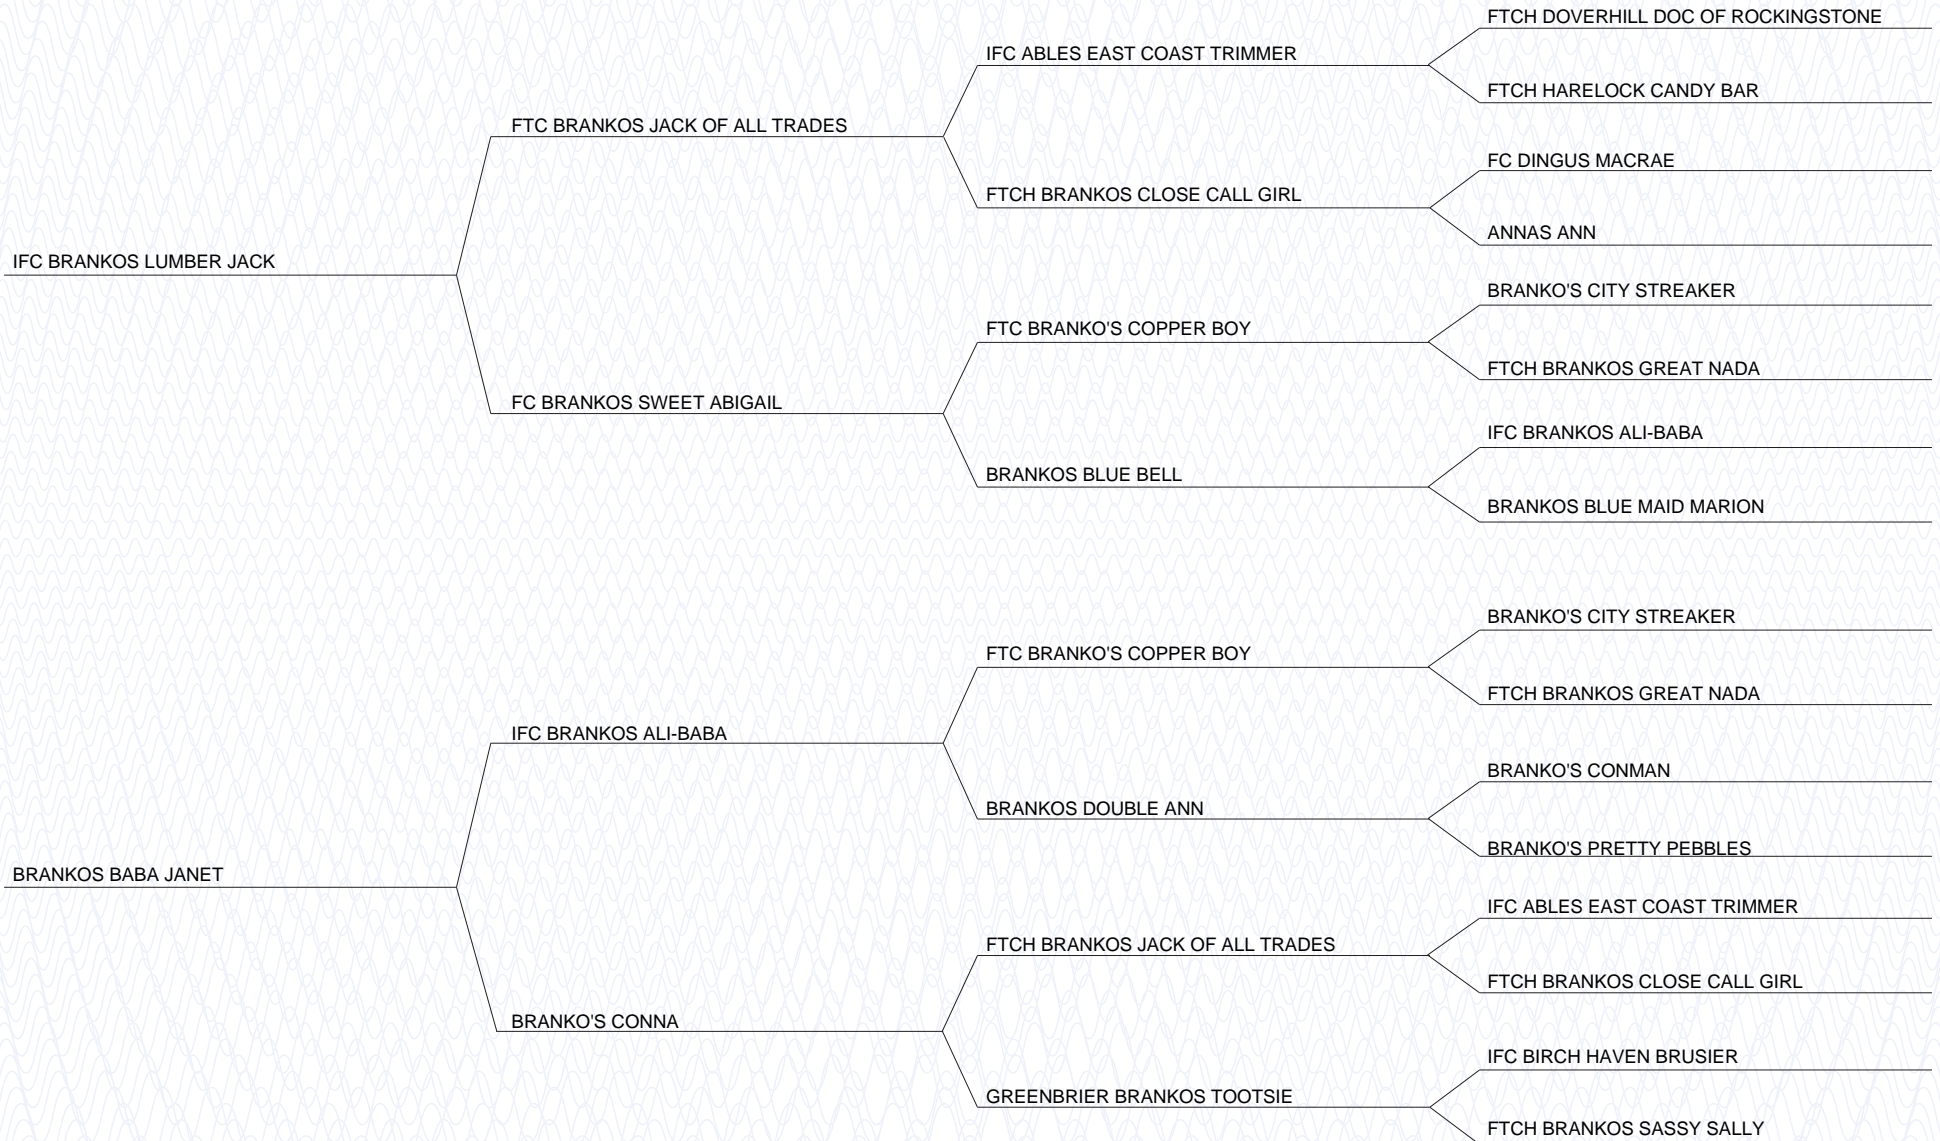 FTCH DOVERHILL DOC OF ROCKINGSTONE
IFC ABLES EAST COAST TRIMMER
FTCH HARELOCK CANDY BAR
FTC BRANKOS JACK OF ALL TRADES
FC DINGUS MACRAE
FTCH BRANKOS CLOSE CALL GIRL
ANNAS ANN
IFC BRANKOS LUMBER JACK
BRANKO'S CITY STREAKER
FTC BRANKO'S COPPER BOY
FTCH BRANKOS GREAT NADA
FC BRANKOS SWEET ABIGAIL
IFC BRANKOS ALI-BABA
BRANKOS BLUE BELL
BRANKOS BLUE MAID MARION
BRANKO'S CITY STREAKER
FTC BRANKO'S COPPER BOY
FTCH BRANKOS GREAT NADA
IFC BRANKOS ALI-BABA
BRANKO'S CONMAN
BRANKOS DOUBLE ANN
BRANKO'S PRETTY PEBBLES
BRANKOS BABA JANET
IFC ABLES EAST COAST TRIMMER
FTCH BRANKOS JACK OF ALL TRADES
FTCH BRANKOS CLOSE CALL GIRL
BRANKO'S CONNA
IFC BIRCH HAVEN BRUSIER
GREENBRIER BRANKOS TOOTSIE
FTCH BRANKOS SASSY SALLY